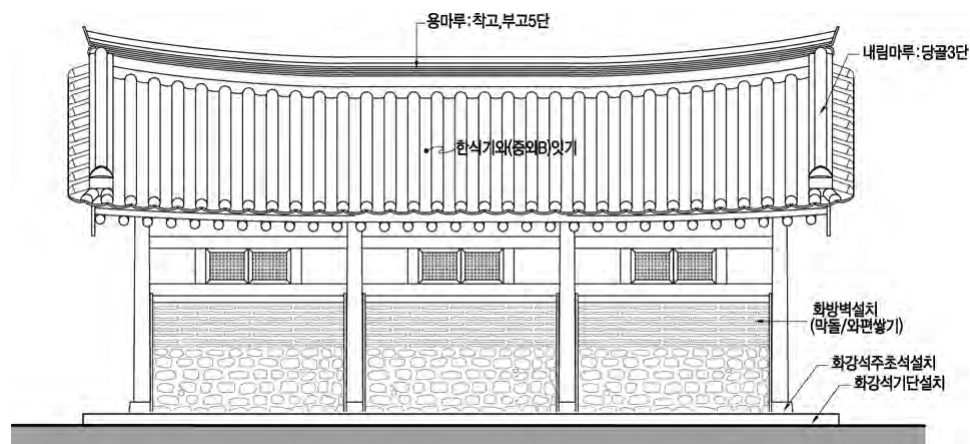 용마루:착고,부고5단
내림마루:당골3단
한식기와(중와B)잇기
화방벽설치
(막돌/와편쌓기)
화강석주초석설치
화강석기단설치